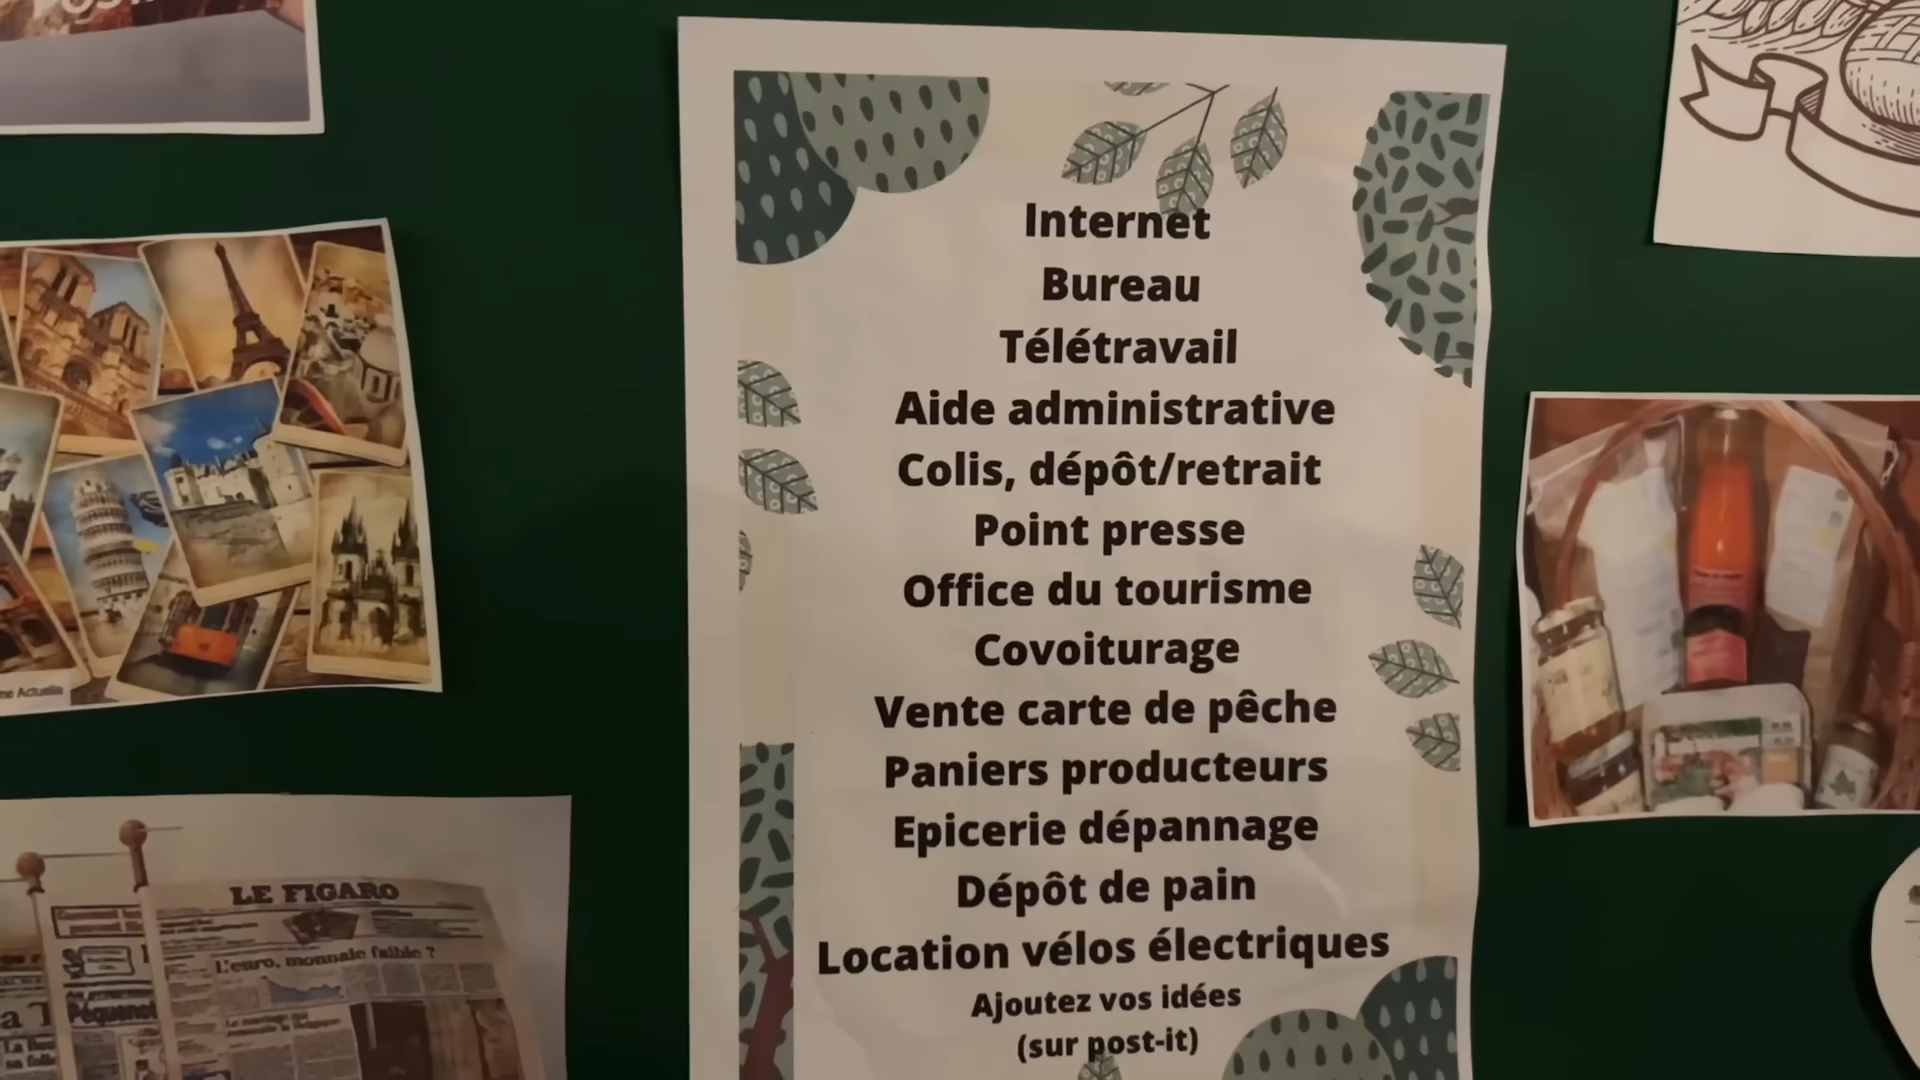 Internet
Bureau
Télétravail
Aide administrative
Colis, dépôt/retrait
Point presse
Office du tourisme
Covoiturage
Vente carte de pêche
Paniers producteurs
Epicerie dépannage
Dépôt de pain
Location vélos électriques
Ajoutez vos idées
(sur post-it)
LE FIGARO
L'euro, monnaie faible ?